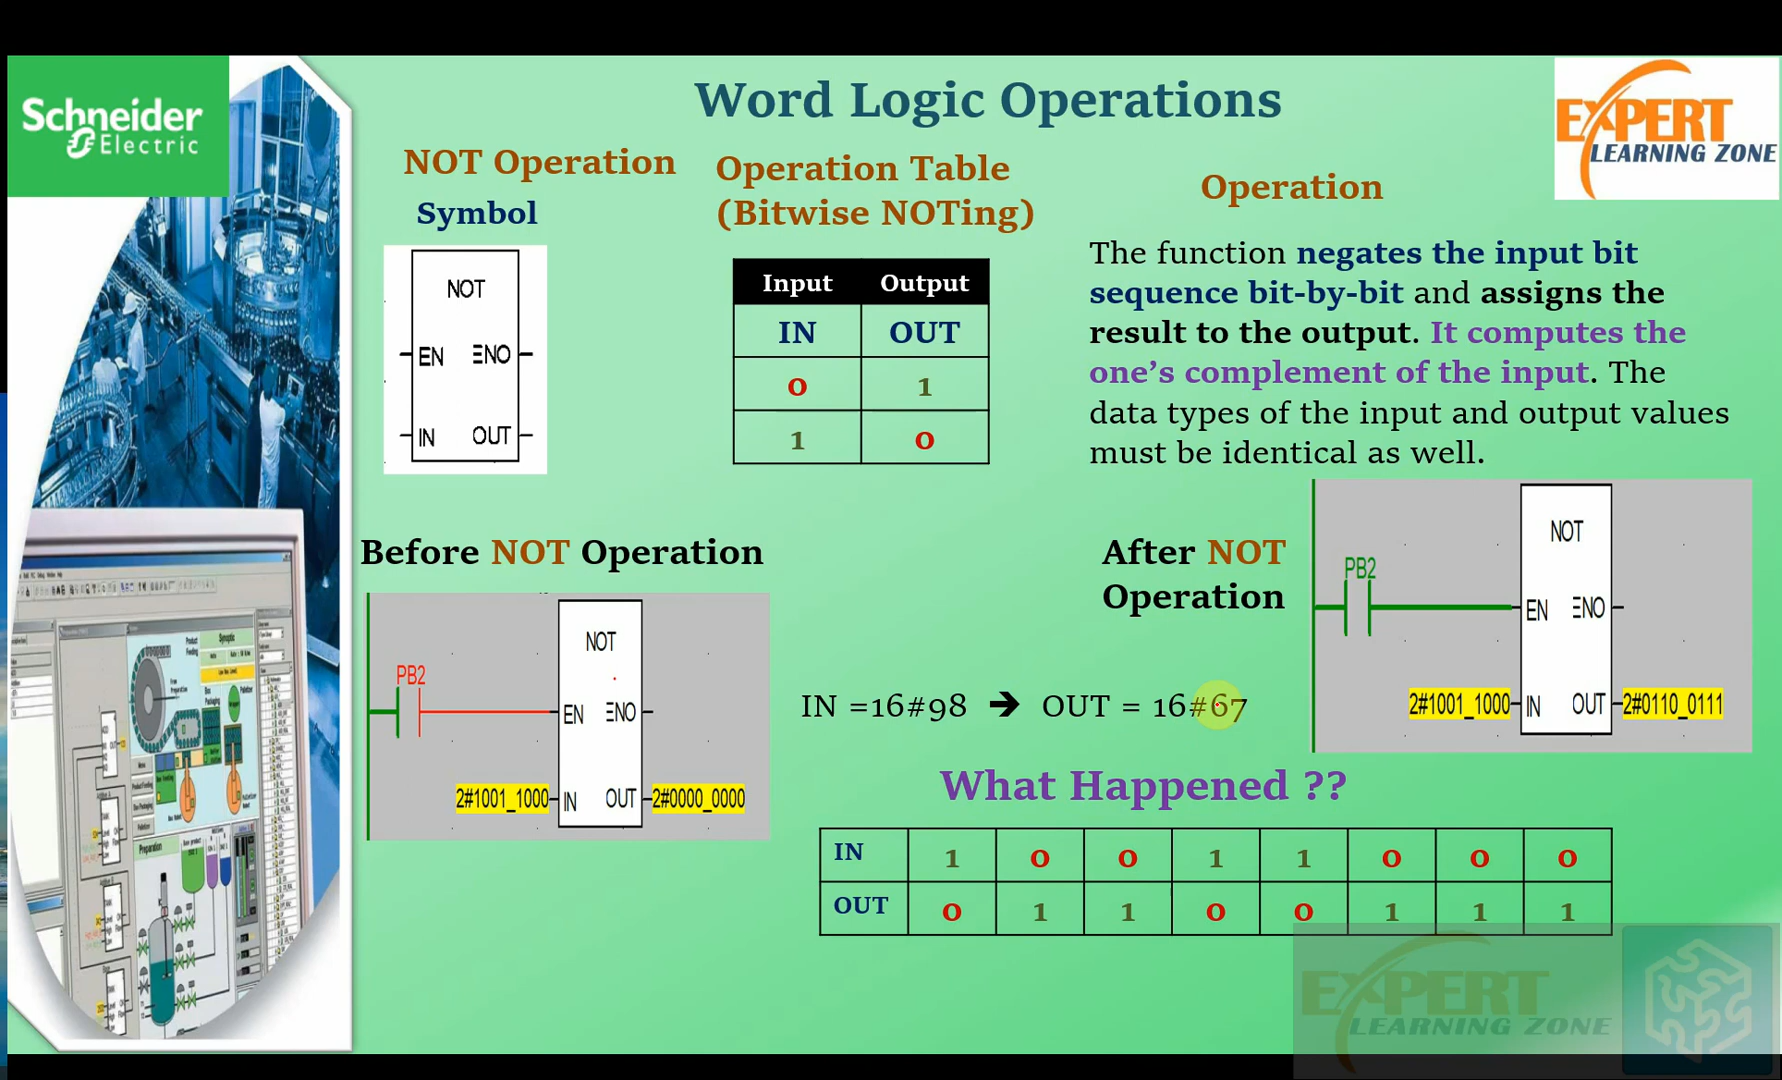 Schneider
Electric
Word Logic Operations
EXPERT
LEARNING ZONE
NOT Operation
Symbol
NOT
EN ENO
IN OUT
Operation Table
(Bitwise NOTing)
Input Output
IN OUT
0 1
1 0
Operation
The function negates the input bit
sequence bit-by-bit and assigns the
result to the output. It computes the
one's complement of the input. The
data types of the input and output values
must be identical as well.
Before NOT Operation
NOT
PB2
EN ENO
2#1001_1000 IN OUT 2#0000_0000
After NOT
Operation
NOT
PB2
EN ENO
2#1001_1000 IN OUT 2#0110_0111
IN =16#98 🡺 OUT = 16#67
What Happened ??
IN 1 0 0 1 1 0 0 0
OUT 0 1 1 0 0 1 1 1
EXPERT
LEARNING ZONE